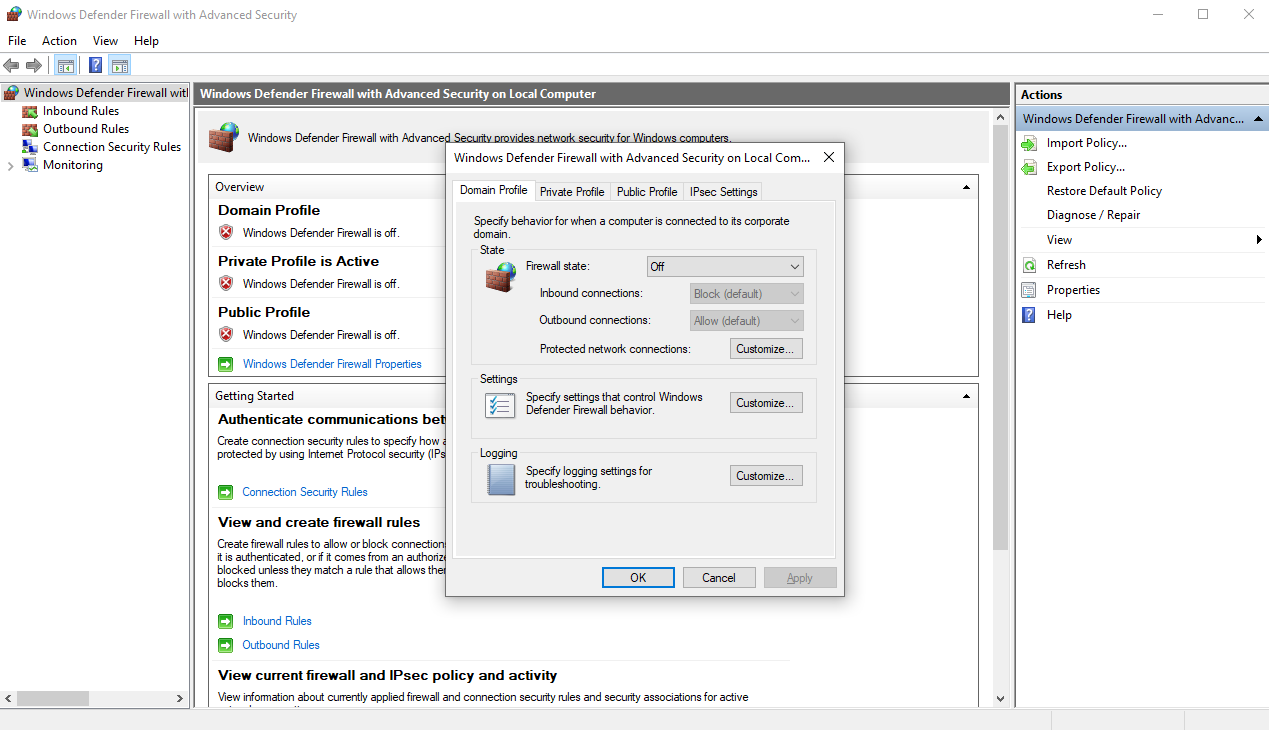 Windows Defender Firewall with Advanced Security
File Action View Help
Windows Defender Firewall with
Inbound Rules
Outbound Rules
Connection Security Rules
Monitoring
Windows Defender Firewall with Advanced Security on Local Computer
Windows Defender Firewall with Advanced Security provides network security for Windows computers.
Overview
Domain Profile
Windows Defender Firewall is off.
Private Profile is Active
Windows Defender Firewall is off.
Public Profile
Windows Defender Firewall is off.
Windows Defender Firewall Properties
Getting Started
Authenticate communications bet
Create connection security rules to specify how a
protected by using Internet Protocol security (IPs
Connection Security Rules
View and create firewall rules
Create firewall rules to allow or block connection
it is authenticated, or if it comes from an authorize
blocked unless they match a rule that allows the
blocks them.
Inbound Rules
Outbound Rules
View current firewall and IPsec policy and activity
View information about currently applied firewall and connection security rules and security associations for active
Windows Defender Firewall with Advanced Security on Local Com...
Domain Profile Private Profile Public Profile IPsec Settings
Specify behavior for when a computer is connected to its corporate
domain.
State
Firewall state: Off
Inbound connections: Block (default)
Outbound connections: Allow (default)
Protected network connections: Customize...
Settings
Specify settings that control Windows
Defender Firewall behavior.
Customize...
Logging
Specify logging settings for
troubleshooting.
Customize...
OK Cancel Apply
Actions
Windows Defender Firewall with Advanc...
Import Policy...
Export Policy...
Restore Default Policy
Diagnose / Repair
View
Refresh
Properties
Help